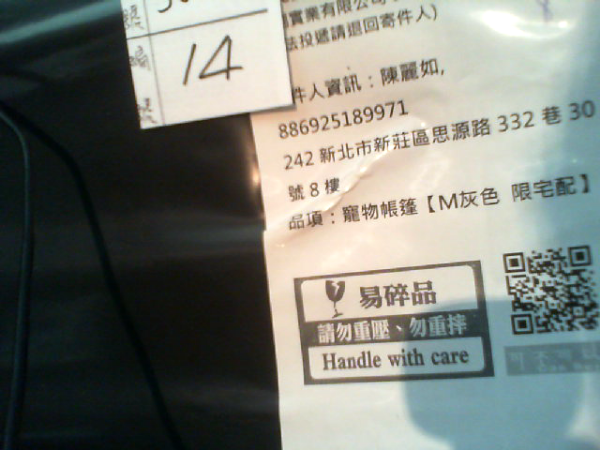 14
實業有限公司
法投遞請退回寄件人)
件人資訊：陳麗如,
886925189971
242 新北市新莊區思源路 332 巷 30
號 8 樓
品項：寵物帳篷【M灰色 限宅配】
易碎品
請勿重壓、勿重摔
Handle with care